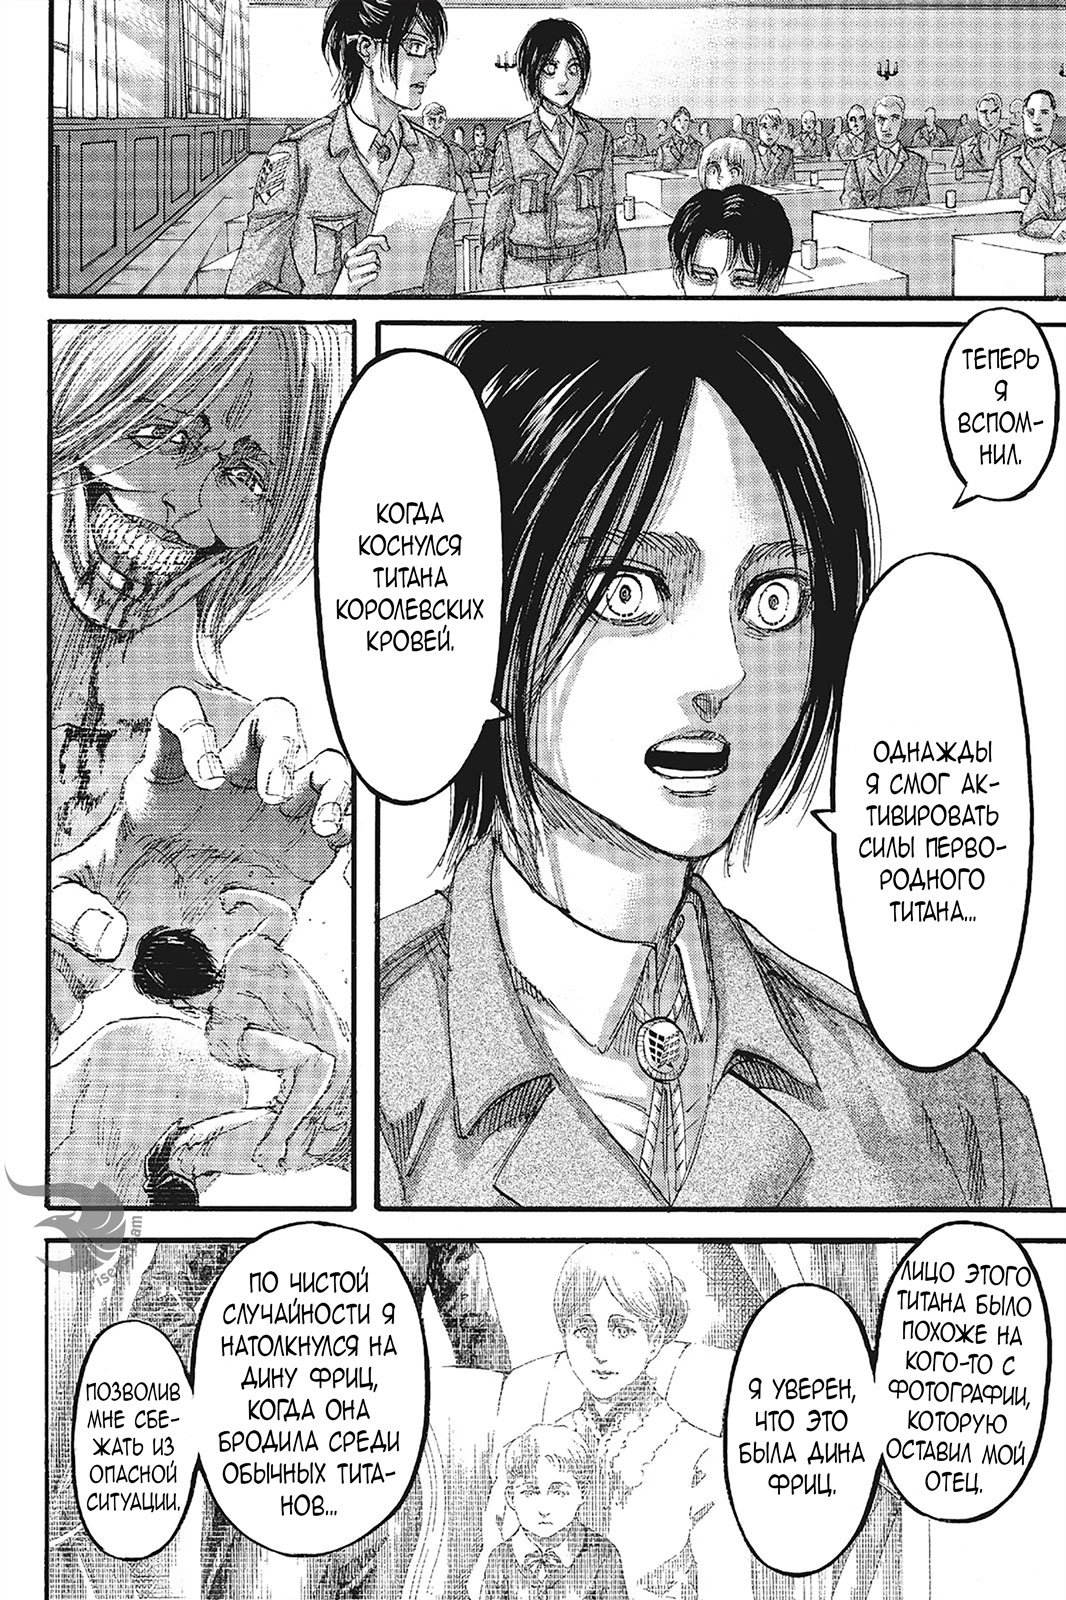 ТЕПЕРЬ
Я
ВСПОМ-
НИЛ.
ОДНАЖДЫ
Я СМОГ АК-
ТИВИРОВАТЬ
СИЛЫ ПЕРВО-
РОДНОГО
ТИТАНА...
КОГДА
КОСНУЛСЯ
ТИТАНА
КОРОЛЕВСКИХ
КРОВЕЙ.
ЛИЦО ЭТОГО
ТИТАНА БЫЛО
ПОХОЖЕ НА
КОГО-ТО С
ФОТОГРАФИИ,
КОТОРУЮ
ОСТАВИЛ МОЙ
ОТЕЦ.
Я УВЕРЕН,
ЧТО ЭТО
БЫЛА ДИНА
ФРИЦ.
ПО ЧИСТОЙ
СЛУЧАЙНОСТИ Я
НАТОЛКНУЛСЯ НА
ДИНУ ФРИЦ,
КОГДА ОНА
БРОДИЛА СРЕДИ
ОБЫЧНЫХ ТИТА-
НОВ...
ПОЗВОЛИВ
МНЕ СБЕ-
ЖАТЬ ИЗ
ОПАСНОЙ
СИТУАЦИИ.